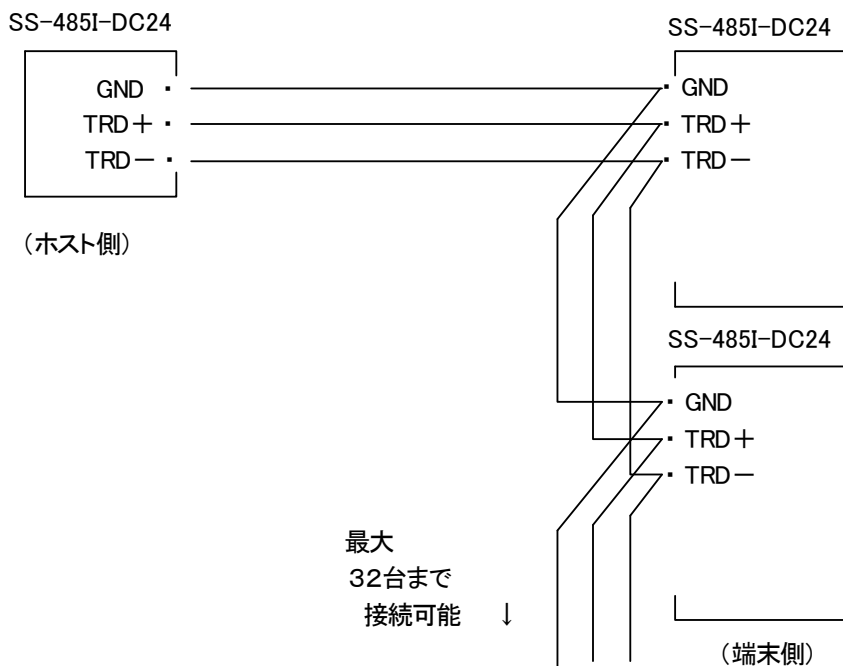 SS-485I-DC24
GND
TRD＋
TRD－
（ホスト側）
SS-485I-DC24
GND
TRD＋
TRD－
SS-485I-DC24
GND
TRD＋
TRD－
最大
３２台まで
接続可能 ↓
（端末側）